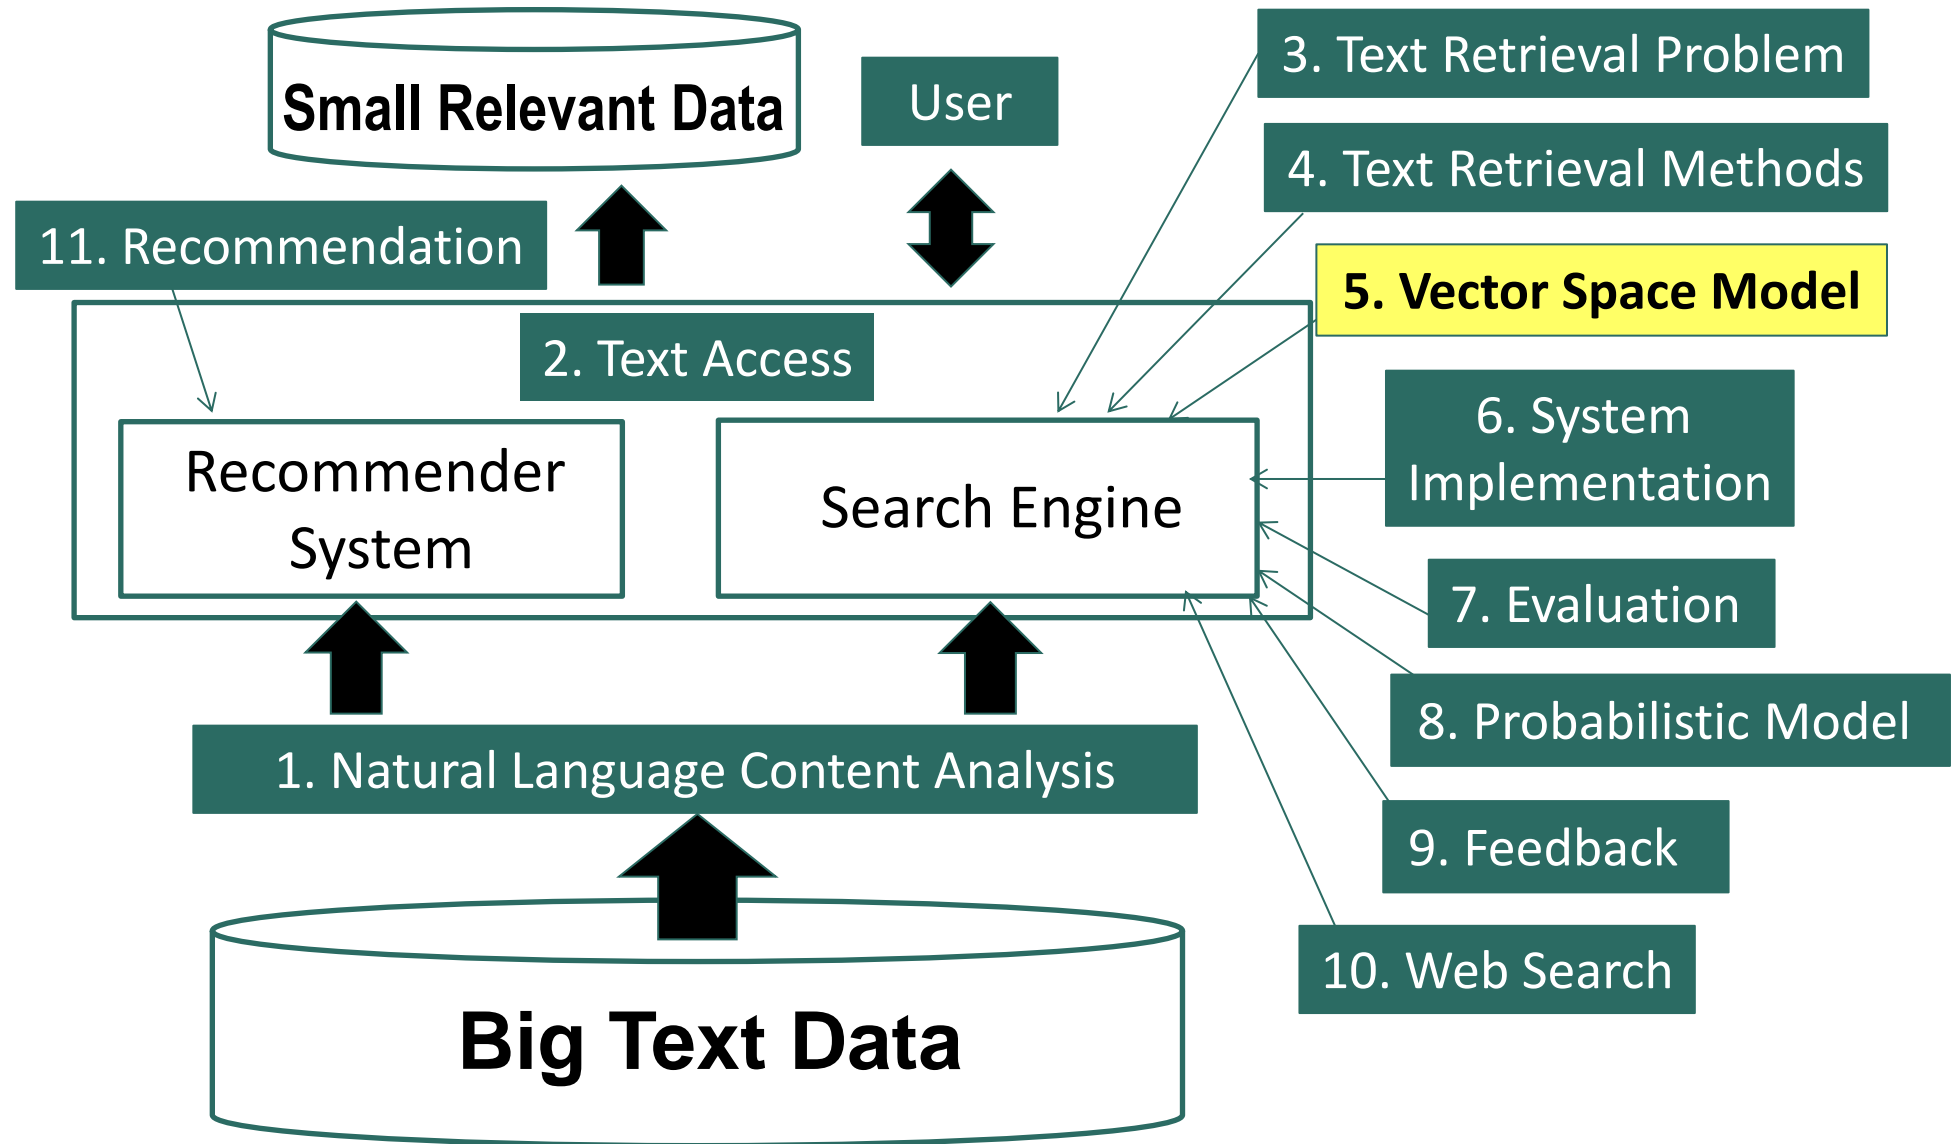 Small Relevant Data
User
3. Text Retrieval Problem
4. Text Retrieval Methods
11. Recommendation
5. Vector Space Model
2. Text Access
6. System
Implementation
Recommender
System
Search Engine
7. Evaluation
8. Probabilistic Model
1. Natural Language Content Analysis
9. Feedback
10. Web Search
Big Text Data